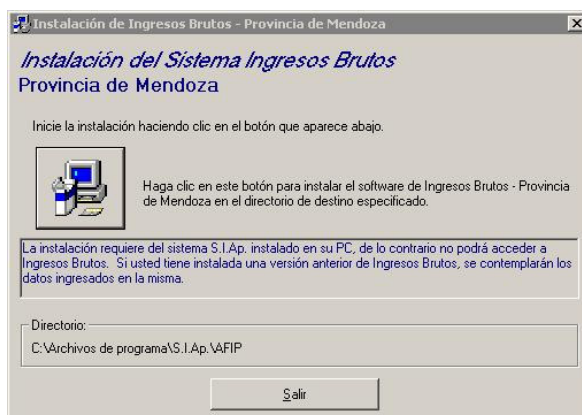 Instalación de Ingresos Brutos - Provincia de Mendoza
Instalación del Sistema Ingresos Brutos
Provincia de Mendoza
Inicie la instalación haciendo clic en el botón que aparece abajo.
Haga clic en este botón para instalar el software de Ingresos Brutos - Provincia
de Mendoza en el directorio de destino especificado.
La instalación requiere del sistema S.I.Ap. instalado en su PC, de lo contrario no podrá acceder a
Ingresos Brutos. Si usted tiene instalada una versión anterior de Ingresos Brutos, se contemplarán los
datos ingresados en la misma.
Directorio:
C:\Archivos de programa\S.I.Ap.\AFIP
Salir